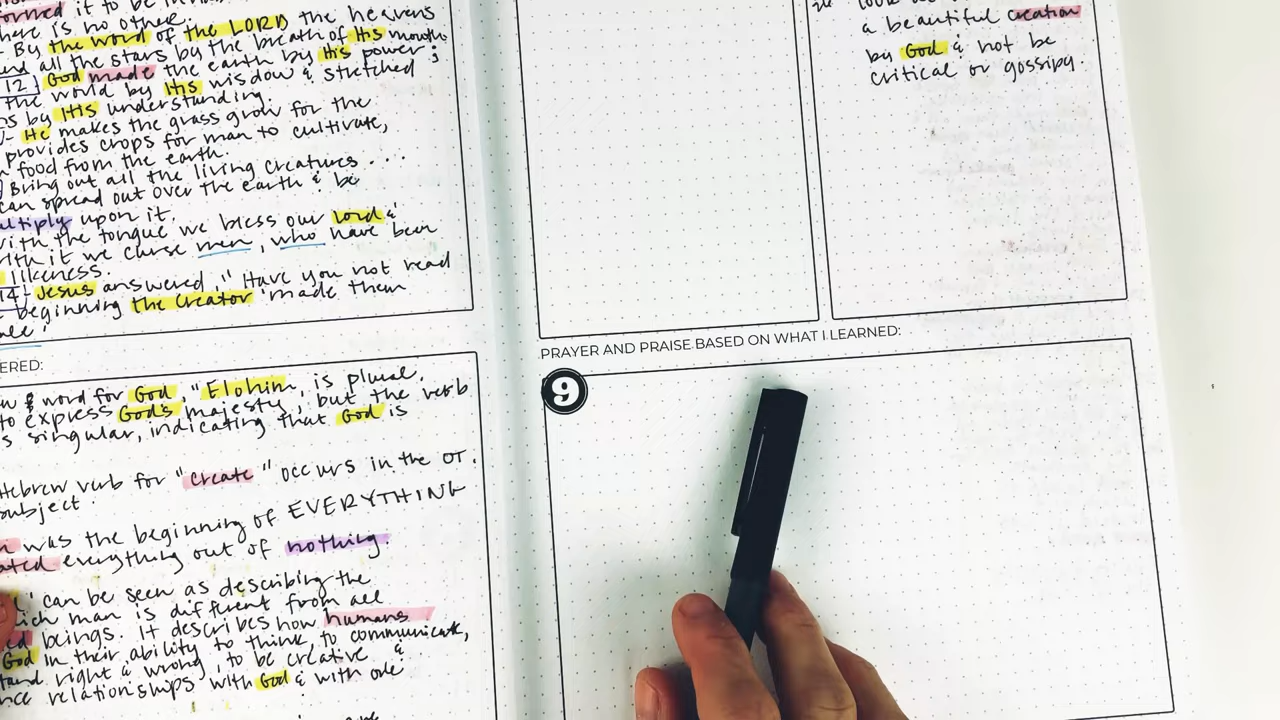 formed it to be in
here is no other.
By the word of the LORD the heavens
and all the stars by the breath of His mouth.
12 God made the earth by His power ;
the world by His wisdow & stretched
by His understanding
He makes the grass grow for the
provides crops for man to cultivate,
food from the earth.
Bring out all the living creatures ....
can spread out over the earth & be
multiply upon it.
with the tongue we bless our Lord &
with it we curse men, who have been
likeness.
14 Jesus answered, "Have you not read
beginning the Creator made them
ERED:
word for God, "Elohim, is plural.
to express God's majesty, but the verb
is singular, indicating that God is
Hebrew verb for "create" occurs in the OT.
subject.
was the beginning of EVERYTHING
everything out of nothing.
can be seen as describing the
man is different from all
beings. It describes how humans
God in their ability to think, to communicate,
right & wrong, to be creative &
relationships with God & with one
a beautiful creation
by God & not be
critical or gossipy.
PRAYER AND PRAISE BASED ON WHAT I LEARNED:
9